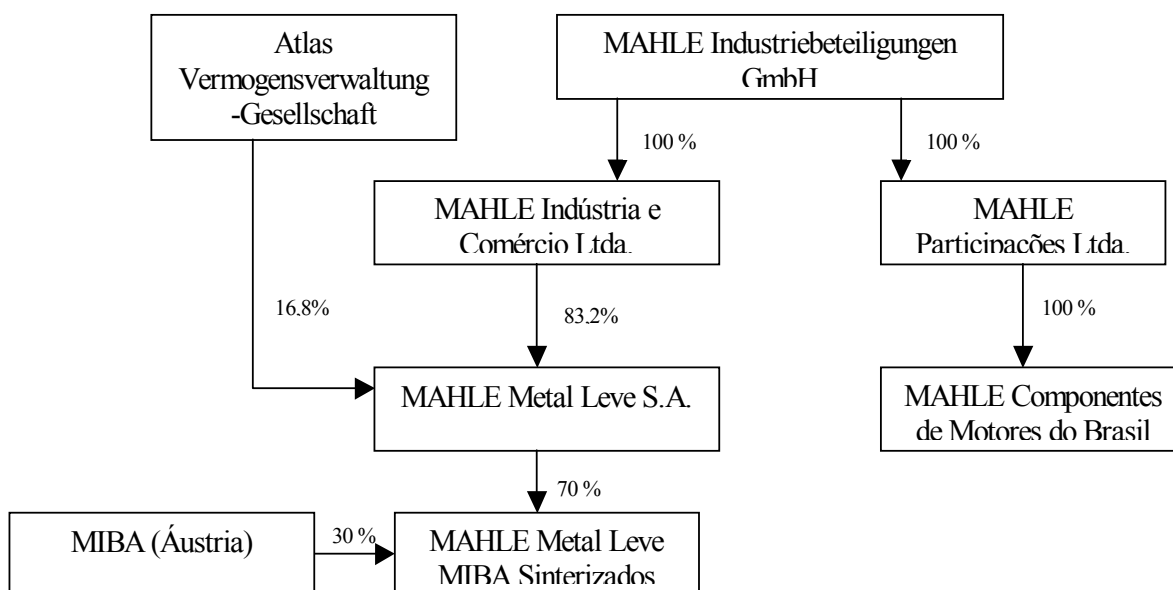 Atlas
Vermogensverwaltung
-Gesellschaft
MAHLE Industriebeteiligungen
GmbH
100 %
100 %
MAHLE Indústria e
Comércio Ltda.
MAHLE
Participações Ltda.
16.8%
83.2%
100 %
MAHLE Metal Leve S.A.
MAHLE Componentes
de Motores do Brasil
70 %
MIBA (Áustria)
30 %
MAHLE Metal Leve
MIBA Sinterizados